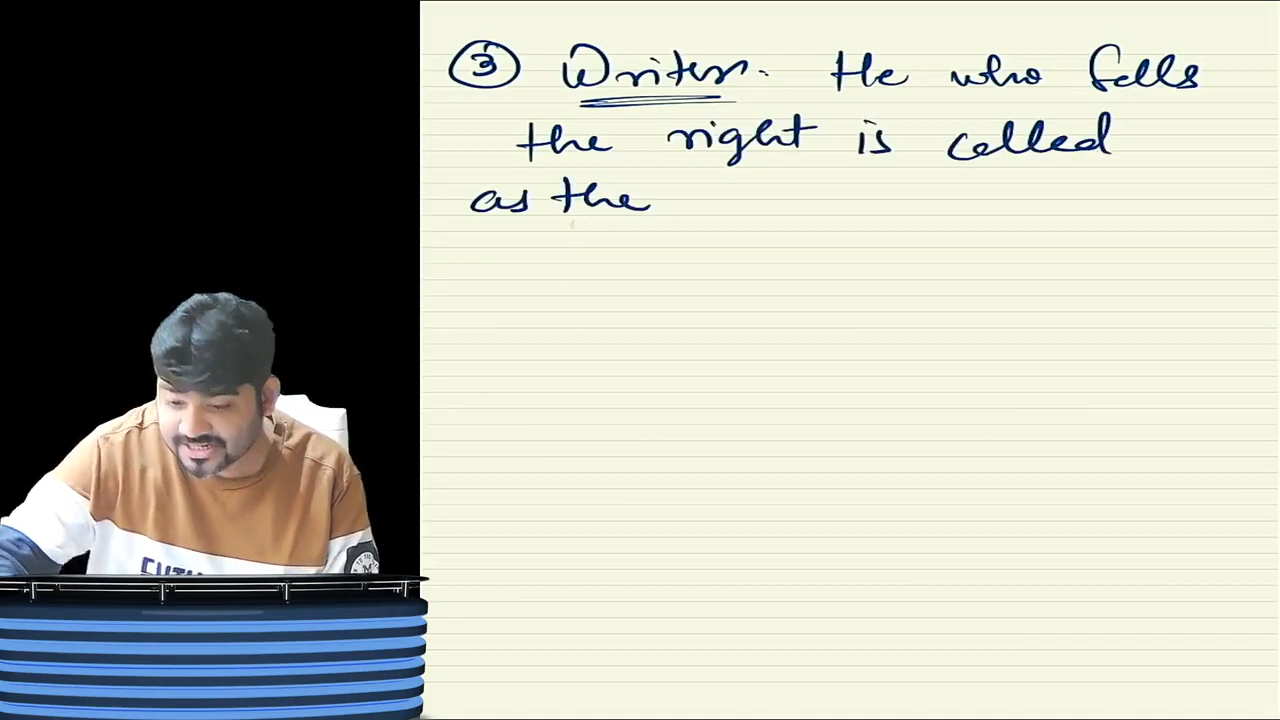 ③ Writer. He who sells
the right is called
as the